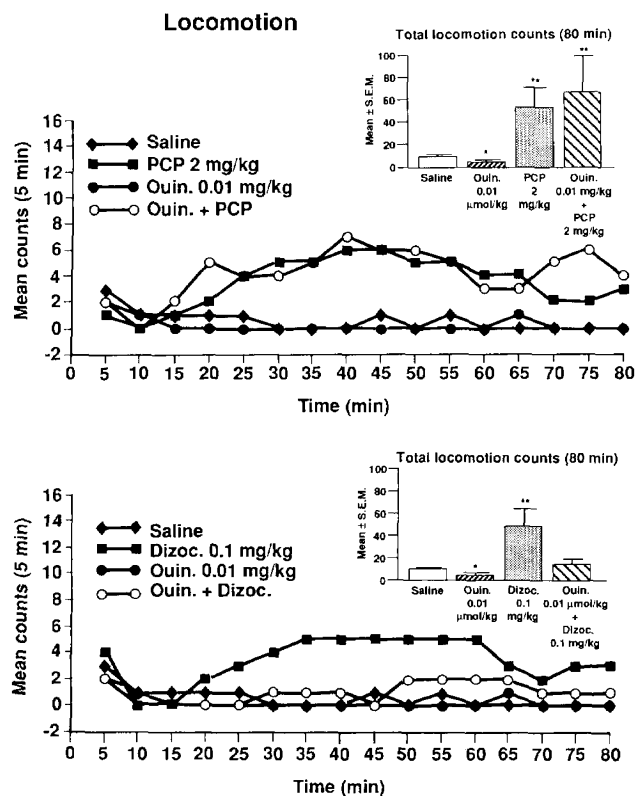 Locomotion
Total locomotion counts (80 min)
Mean ± S.E.M.
100
80
60
40
20
0
*
**
**
Saline
Ouin.
0.01
μmol/kg
PCP
2
mg/kg
Ouin.
0.01 mg/kg
+
PCP
2 mg/kg
Mean counts (5 min)
16
14
12
10
8
6
4
2
0
-2
Saline
PCP 2 mg/kg
Ouin. 0.01 mg/kg
Ouin. + PCP
0 5 10 15 20 25 30 35 40 45 50 55 60 65 70 75 80
Time (min)
Total locomotion counts (80 min)
Mean ± S.E.M.
100
80
60
40
20
0
*
**
Saline
Ouin.
0.01
μmol/kg
Dizoc.
0.1
mg/kg
Ouin.
0.01 μmol/kg
+
Dizoc.
0.1 mg/kg
Mean counts (5 min)
16
14
12
10
8
6
4
2
0
-2
Saline
Dizoc. 0.1 mg/kg
Ouin. 0.01 mg/kg
Ouin. + Dizoc.
0 5 10 15 20 25 30 35 40 45 50 55 60 65 70 75 80
Time (min)